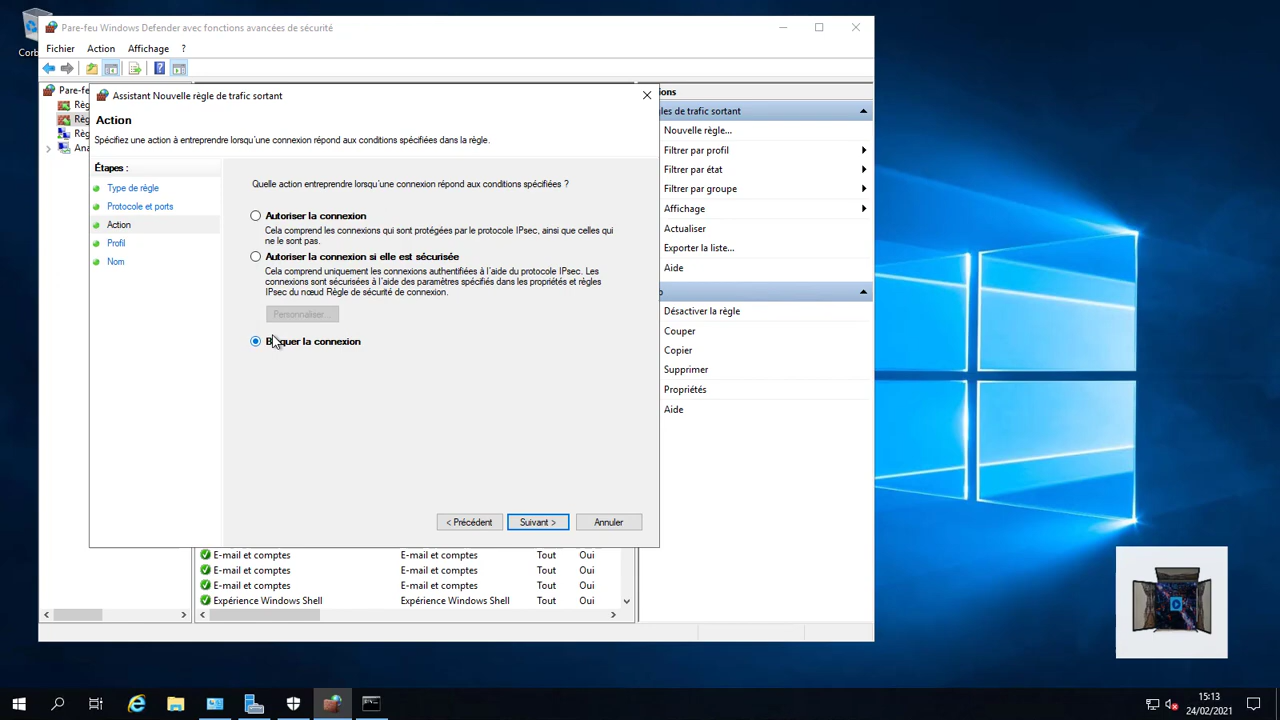 Corb
Pare-feu Windows Defender avec fonctions avancées de sécurité
Fichier Action Affichage ?
Pare-fe
Règ
Règ
Règ
Ana
Assistant Nouvelle règle de trafic sortant
Action
Spécifiez une action à entreprendre lorsqu'une connexion répond aux conditions spécifiées dans la règle.
Étapes :
Type de règle
Protocole et ports
Action
Profil
Nom
Quelle action entreprendre lorsqu'une connexion répond aux conditions spécifiées ?
Autoriser la connexion
Cela comprend les connexions qui sont protégées par le protocole IPsec, ainsi que celles qui
ne le sont pas.
Autoriser la connexion si elle est sécurisée
Cela comprend uniquement les connexions authentifiées à l'aide du protocole IPsec. Les
connexions sont sécurisées à l'aide des paramètres spécifiés dans les propriétés et règles
IPsec du nœud Règle de sécurité de connexion.
Personnaliser...
Bloquer la connexion
< Précédent Suivant > Annuler
E-mail et comptes E-mail et comptes Tout Oui
E-mail et comptes E-mail et comptes Tout Oui
E-mail et comptes E-mail et comptes Tout Oui
Expérience Windows Shell Expérience Windows Shell Tout Oui
ons
les de trafic sortant
Nouvelle règle...
Filtrer par profil
Filtrer par état
Filtrer par groupe
Affichage
Actualiser
Exporter la liste...
Aide
Désactiver la règle
Couper
Copier
Supprimer
Propriétés
Aide
15:13
24/02/2021